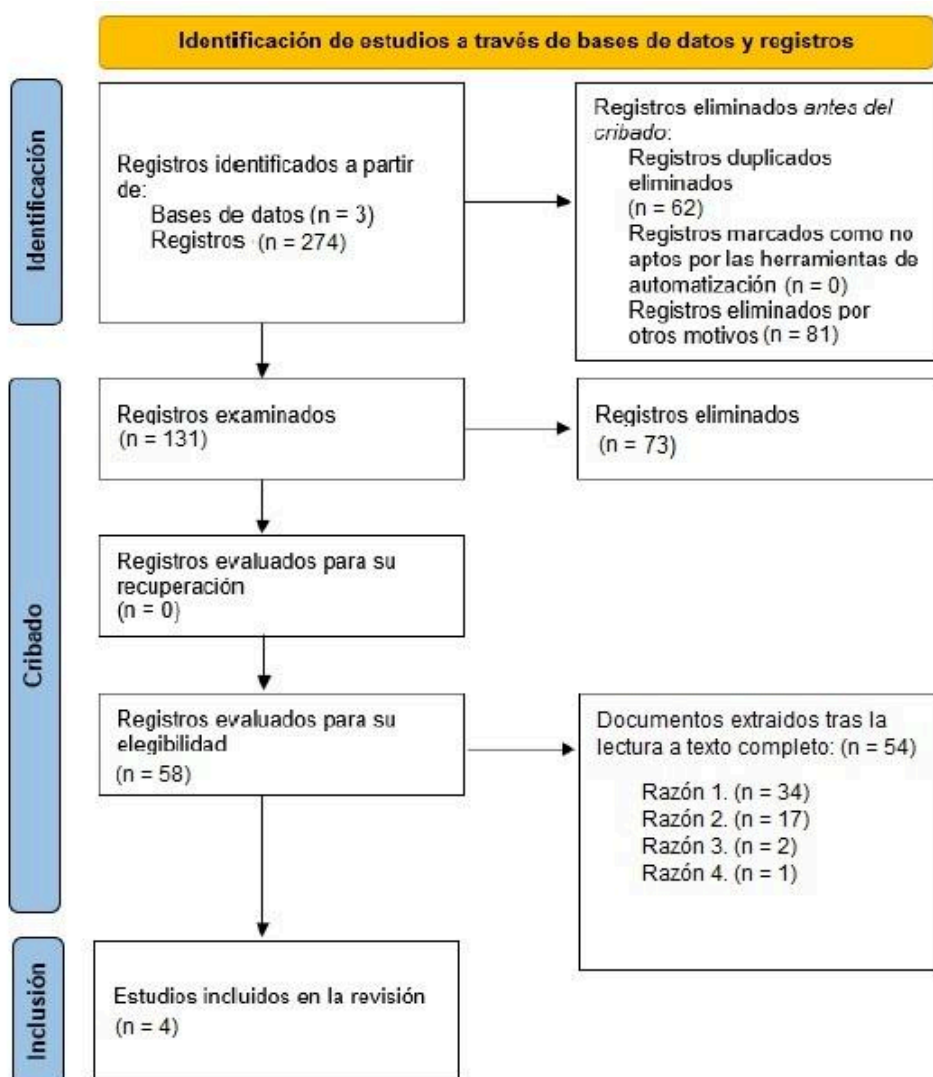 Identificación de estudios a través de bases de datos y registros
Identificación
Registros identificados a partir
de:
Bases de datos (n = 3)
Registros (n = 274)
Registros eliminados antes del
cribado:
Registros duplicados
eliminados
(n = 62)
Registros marcados como no
aptos por las herramientas de
automatización (n = 0)
Registros eliminados por
otros motivos (n = 81)
Cribado
Registros examinados
(n = 131)
Registros eliminados
(n = 73)
Registros evaluados para su
recuperación
(n = 0)
Registros evaluados para su
elegibilidad
(n = 58)
Documentos extraidos tras la
lectura a texto completo: (n = 54)
Razón 1. (n = 34)
Razón 2. (n = 17)
Razón 3. (n = 2)
Razón 4. (n = 1)
Inclusión
Estudios incluidos en la revisión
(n = 4)